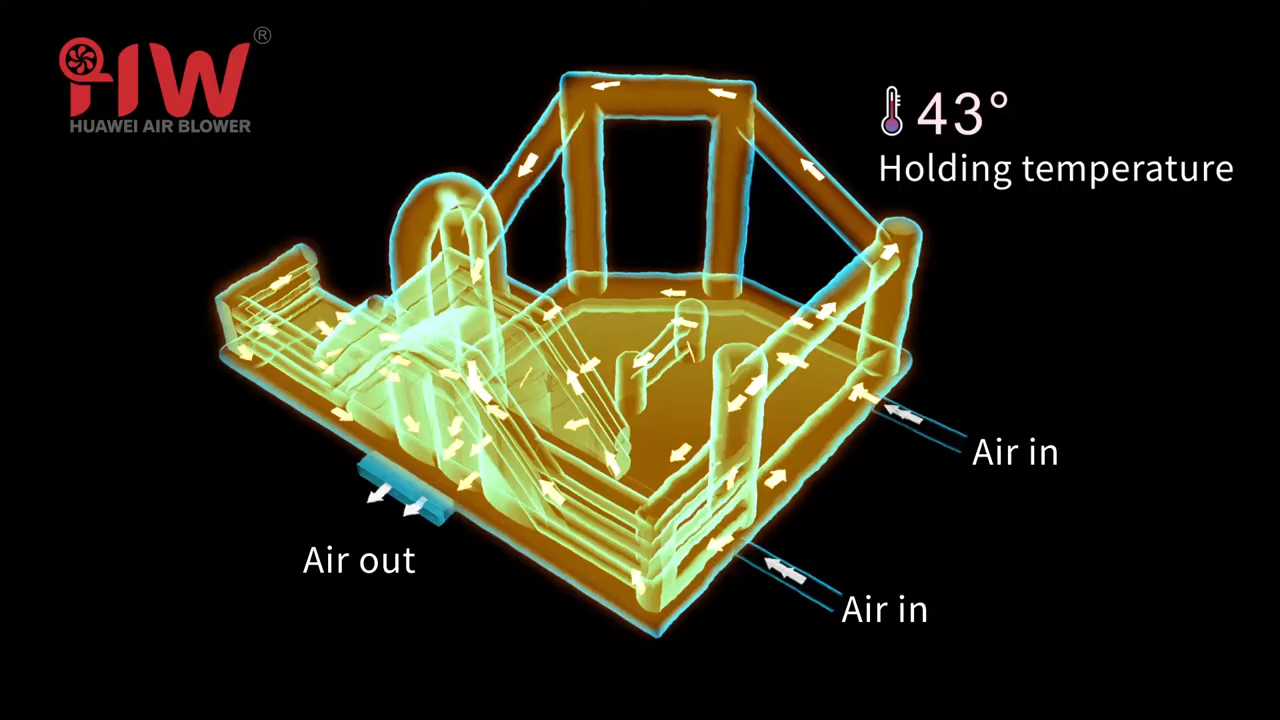 HW®
HUAWEI AIR BLOWER
43°
Holding temperature
Air in
Air out
Air in